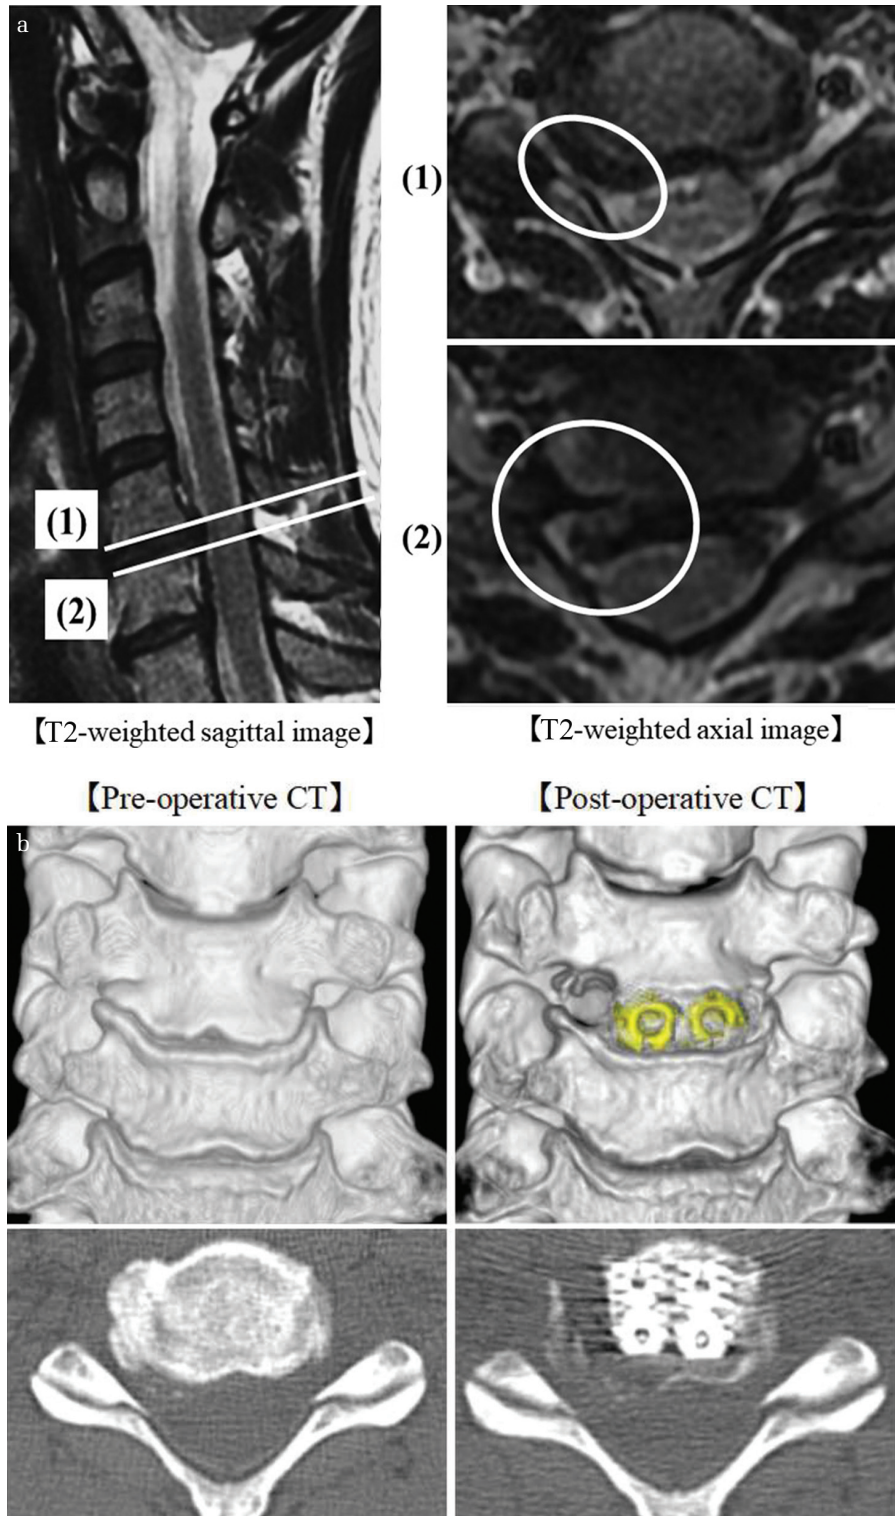 a
(1)
(1)
(2)
(2)
【T2-weighted sagittal image】
【T2-weighted axial image】
【Pre-operative CT】
【Post-operative CT】
b